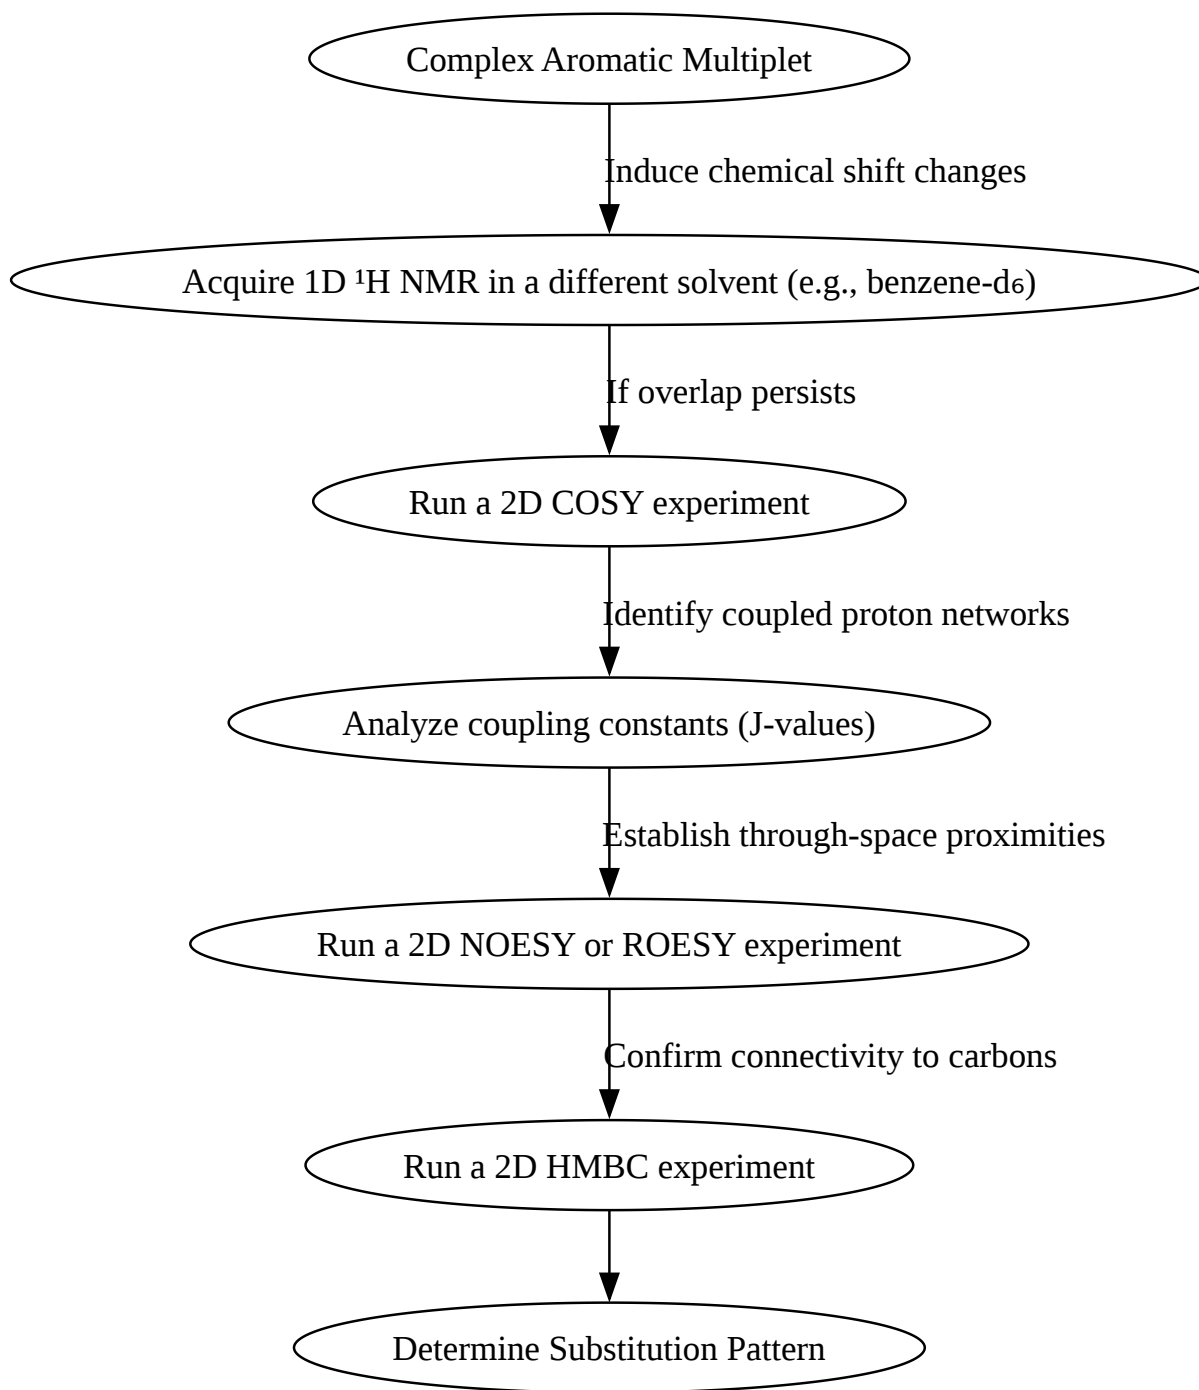 Complex Aromatic Multiplet
Induce chemical shift changes
Acquire 1D ¹H NMR in a different solvent (e.g., benzene-d₆)
If overlap persists
Run a 2D COSY experiment
Identify coupled proton networks
Analyze coupling constants (J-values)
Establish through-space proximities
Run a 2D NOESY or ROESY experiment
Confirm connectivity to carbons
Run a 2D HMBC experiment
Determine Substitution Pattern